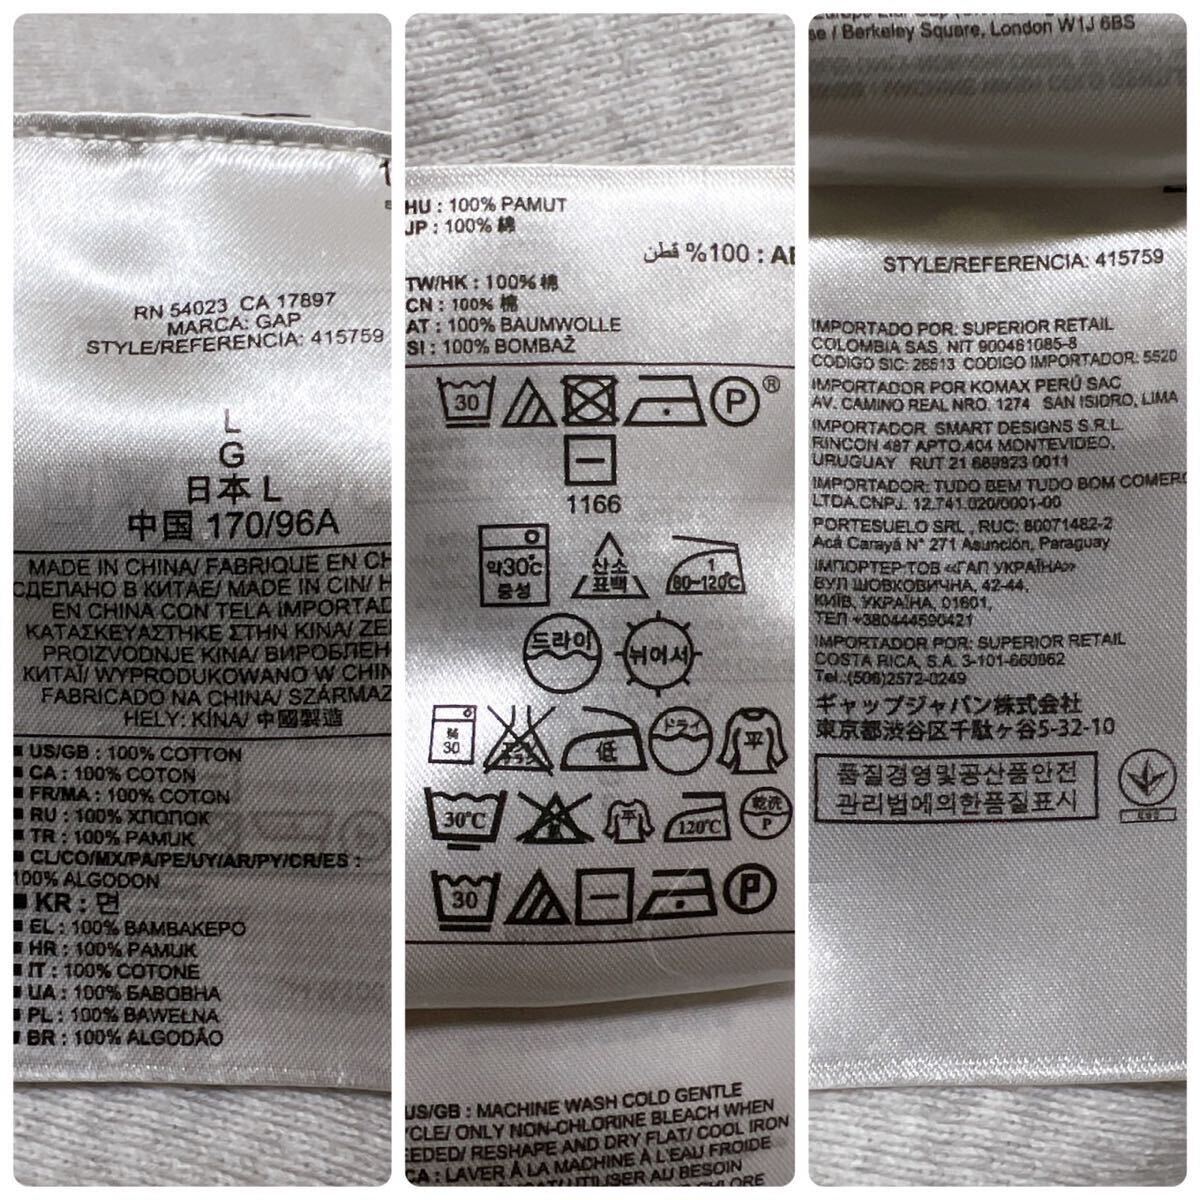 RN 54023 CA 17897
MARCA: GAP
STYLE/REFERENCIA: 415759
L
G
日本 L
中国 170/96A
MADE IN CHINA/ FABRIQUE EN CH
СДЕЛАНО В КИТАЕ/ MADE IN CIN/ H
EN CHINA CON TELA IMPORTAD
ΚΑΤΑΣΚΕΥΑΣΤΗΚΕ ΣΤΗΝ ΚΙΝΑ/ ZE
PROIZVODNJE KINA/ ВИРОБЛЕНО
КИТАЇ/ WYPRODUKOWANO W CHIN
FABRICADO NA CHINA/ SZÁRMAZ
HELY: KÍNA/ 中國製造
US/GB : 100% COTTON
CA : 100% COTON
FR/MA : 100% COTON
RU : 100% ХЛОПОК
TR : 100% PAMUK
CL/CO/MX/PA/PE/UY/AR/PY/CR/ES :
100% ALGODON
KR : 면
EL : 100% ΒΑΜΒΑΚΕΡΟ
HR : 100% PAMUK
IT : 100% COTONE
UA : 100% БАВОВНА
PL : 100% BAWEŁNA
BR : 100% ALGODÃO
HU : 100% PAMUT
JP : 100% 綿
AE : 100% قطن
TW/HK : 100% 棉
CN : 100% 棉
AT : 100% BAUMWOLLE
SI : 100% BOMBAŽ
30 P ®
1166
약30℃
중성
산소
표백
1
80~120℃
드라이
뉘어서
30
低
ドライ
平
30℃
平
120℃
乾洗
P
30
P
US/GB : MACHINE WASH COLD GENTLE
CYCLE/ ONLY NON-CHLORINE BLEACH WHEN
NEEDED/ RESHAPE AND DRY FLAT/ COOL IRON
CA : LAVER À LA MACHINE À L'EAU FROIDE
UTILISER AU BESOIN
CHLORE
se / Berkeley Square, London W1J 6BS
STYLE/REFERENCIA: 415759
IMPORTADO POR: SUPERIOR RETAIL
COLOMBIA SAS. NIT 900461085-8
CODIGO SIC: 26513 CODIGO IMPORTADOR: 5520
IMPORTADOR POR KOMAX PERÚ SAC
AV. CAMINO REAL NRO. 1274 SAN ISIDRO, LIMA
IMPORTADOR SMART DESIGNS S.R.L.
RINCON 487 APTO.404 MONTEVIDEO,
URUGUAY RUT 21 689823 0011
IMPORTADOR: TUDO BEM TUDO BOM COMERC
LTDA.CNPJ. 12.741.020/0001-00
PORTESUELO SRL , RUC: 80071482-2
Acá Carayá N° 271 Asunción, Paraguay
ІМПОРТЕР-ТОВ «ГАП УКРАЇНА»
ВУЛ ШОВКОВИЧНА, 42-44,
КИЇВ, УКРАЇНА, 01601,
ТЕЛ +380444590421
IMPORTADO POR: SUPERIOR RETAIL
COSTA RICA, S.A. 3-101-660862
Tel.:(506)2572-0249
ギャップジャパン株式会社
東京都渋谷区千駄ヶ谷5-32-10
품질경영및공산품안전
관리법에의한품질표시